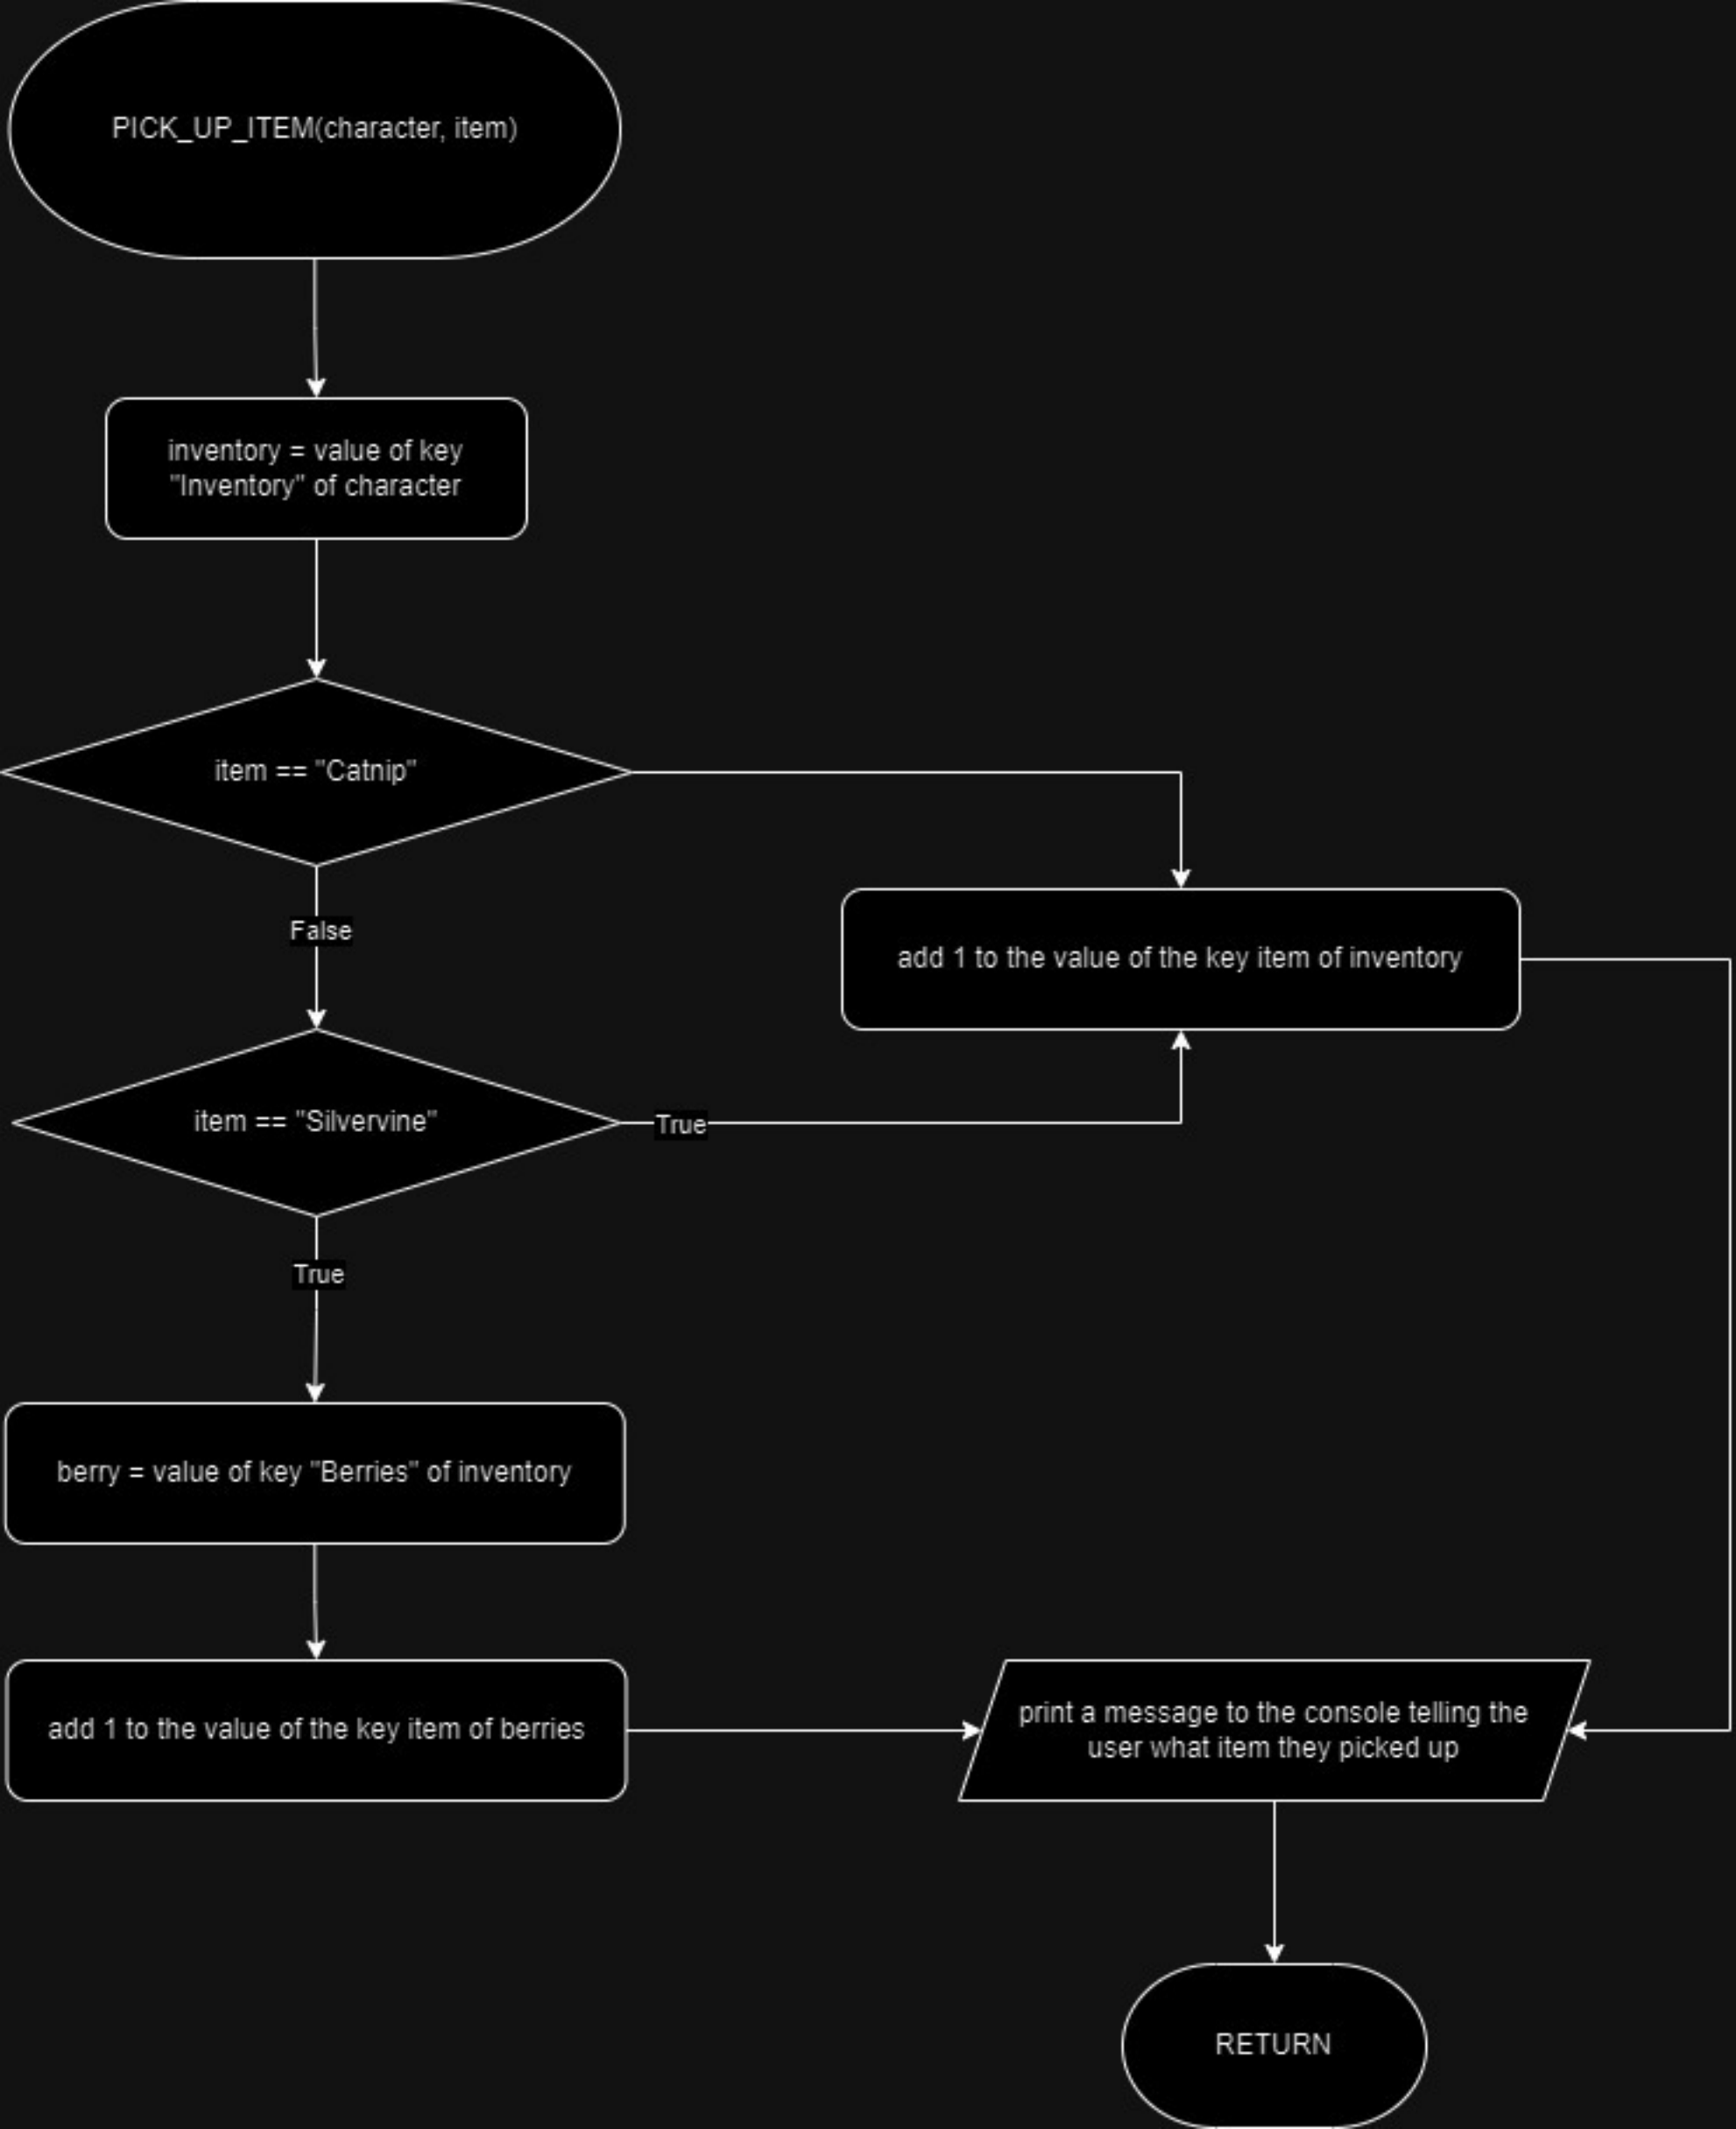 PICK_UP_ITEM(character, item)
inventory = value of key
"Inventory" of character
item == "Catnip"
False
add 1 to the value of the key item of inventory
item == "Silvervine"
True
True
berry = value of key "Berries" of inventory
add 1 to the value of the key item of berries
print a message to the console telling the
user what item they picked up
RETURN